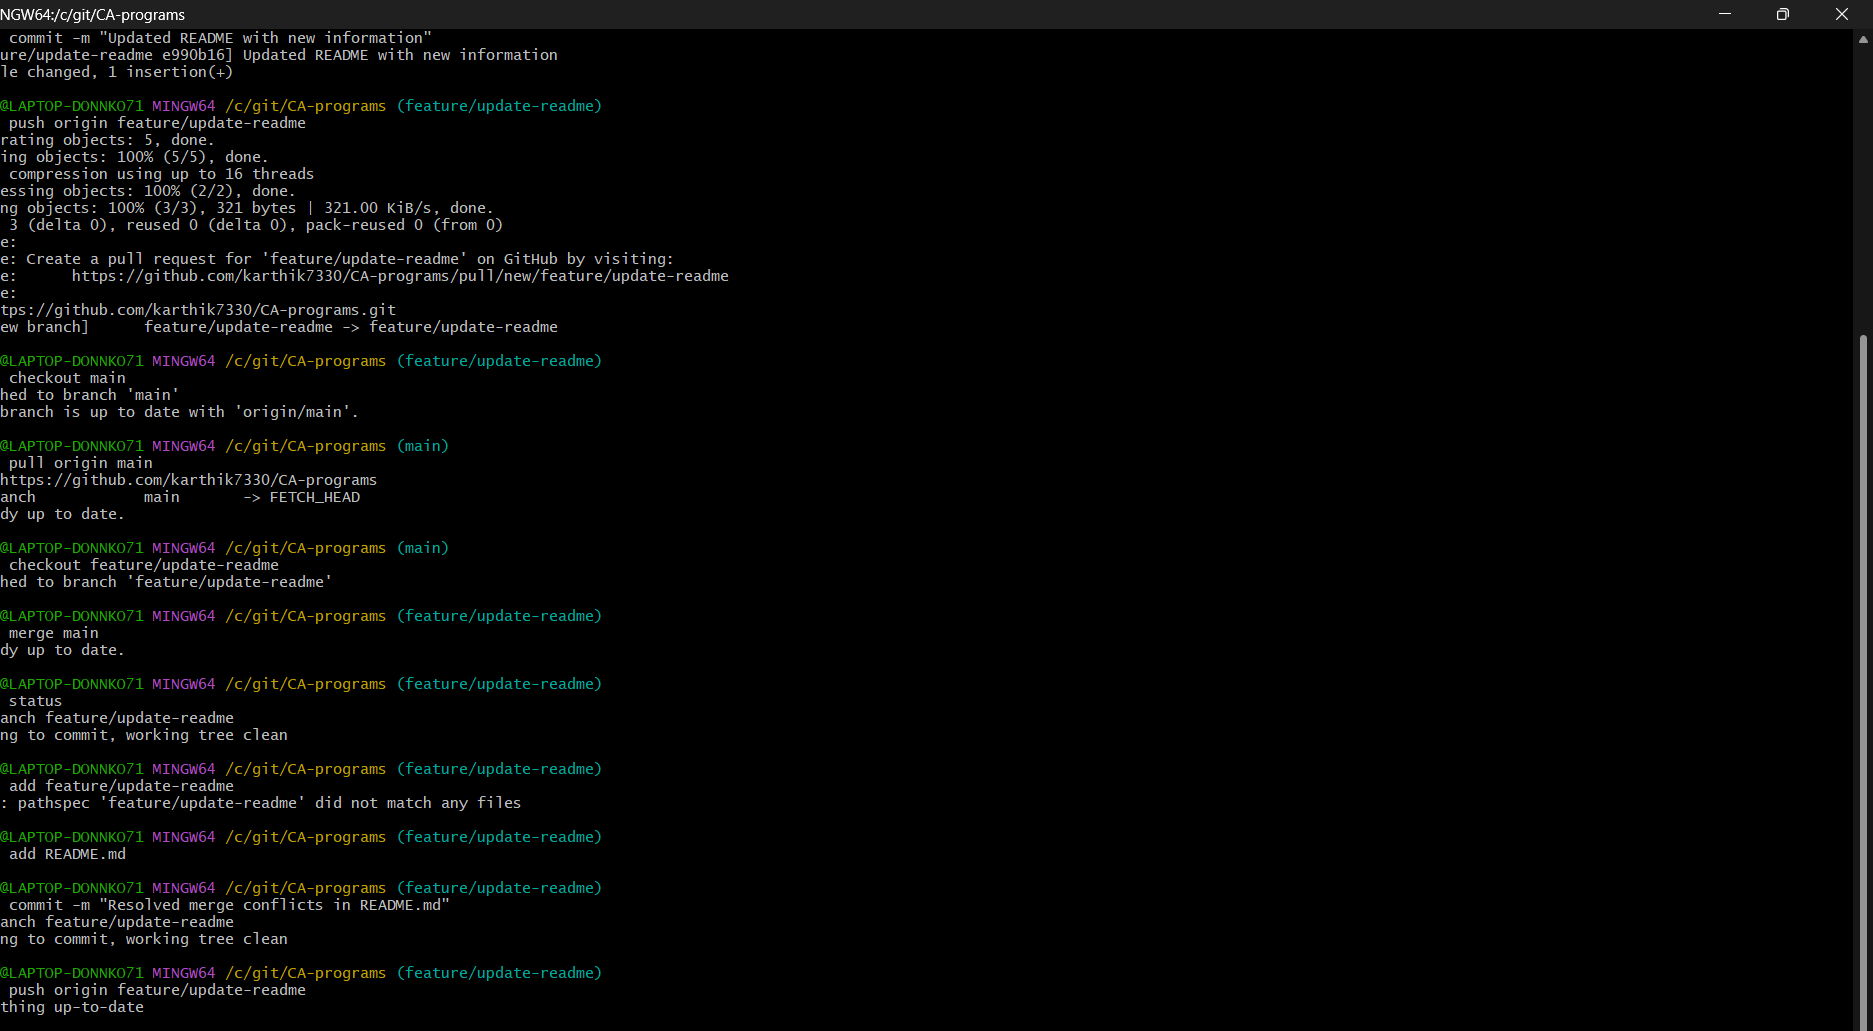 NGW64:/c/git/CA-programs
commit -m "Updated README with new information"
ure/update-readme e990b16] Updated README with new information
le changed, 1 insertion(+)
@LAPTOP-DONNKO71 MINGW64 /c/git/CA-programs (feature/update-readme)
push origin feature/update-readme
rating objects: 5, done.
ing objects: 100% (5/5), done.
compression using up to 16 threads
essing objects: 100% (2/2), done.
ng objects: 100% (3/3), 321 bytes | 321.00 KiB/s, done.
3 (delta 0), reused 0 (delta 0), pack-reused 0 (from 0)
e:
e: Create a pull request for 'feature/update-readme' on GitHub by visiting:
e:      https://github.com/karthik7330/CA-programs/pull/new/feature/update-readme
e:
tps://github.com/karthik7330/CA-programs.git
ew branch]      feature/update-readme -> feature/update-readme
@LAPTOP-DONNKO71 MINGW64 /c/git/CA-programs (feature/update-readme)
checkout main
hed to branch 'main'
branch is up to date with 'origin/main'.
@LAPTOP-DONNKO71 MINGW64 /c/git/CA-programs (main)
pull origin main
https://github.com/karthik7330/CA-programs
anch            main       -> FETCH_HEAD
dy up to date.
@LAPTOP-DONNKO71 MINGW64 /c/git/CA-programs (main)
checkout feature/update-readme
hed to branch 'feature/update-readme'
@LAPTOP-DONNKO71 MINGW64 /c/git/CA-programs (feature/update-readme)
merge main
dy up to date.
@LAPTOP-DONNKO71 MINGW64 /c/git/CA-programs (feature/update-readme)
status
anch feature/update-readme
ng to commit, working tree clean
@LAPTOP-DONNKO71 MINGW64 /c/git/CA-programs (feature/update-readme)
add feature/update-readme
: pathspec 'feature/update-readme' did not match any files
@LAPTOP-DONNKO71 MINGW64 /c/git/CA-programs (feature/update-readme)
add README.md
@LAPTOP-DONNKO71 MINGW64 /c/git/CA-programs (feature/update-readme)
commit -m "Resolved merge conflicts in README.md"
anch feature/update-readme
ng to commit, working tree clean
@LAPTOP-DONNKO71 MINGW64 /c/git/CA-programs (feature/update-readme)
push origin feature/update-readme
thing up-to-date